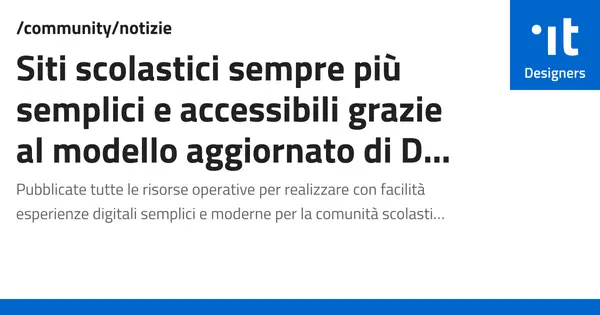 /community/notizie
Siti scolastici sempre più
semplici e accessibili grazie
al modello aggiornato di D...
Pubblicate tutte le risorse operative per realizzare con facilità
esperienze digitali semplici e moderne per la comunità scolasti...
it
Designers